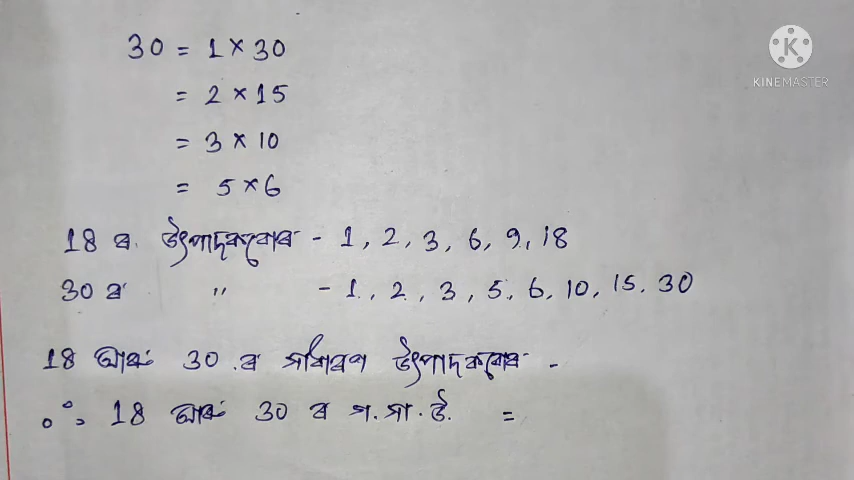 30 = 1 × 30
= 2 × 15
= 3 × 10
= 5 × 6
18 ৰ উৎপাদকবোৰ - 1, 2, 3, 6, 9, 18
30 ৰ " - 1, 2, 3, 5, 6, 10, 15, 30
18 আৰু 30 ৰ সাধাৰণ উৎপাদকবোৰ -
∴ 18 আৰু 30 ৰ গ.সা.উ. =
KINEMASTER